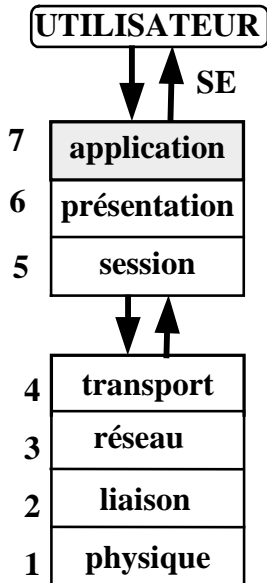 UTILISATEUR
SE
7 application
6 présentation
5 session
4 transport
3 réseau
2 liaison
1 physique